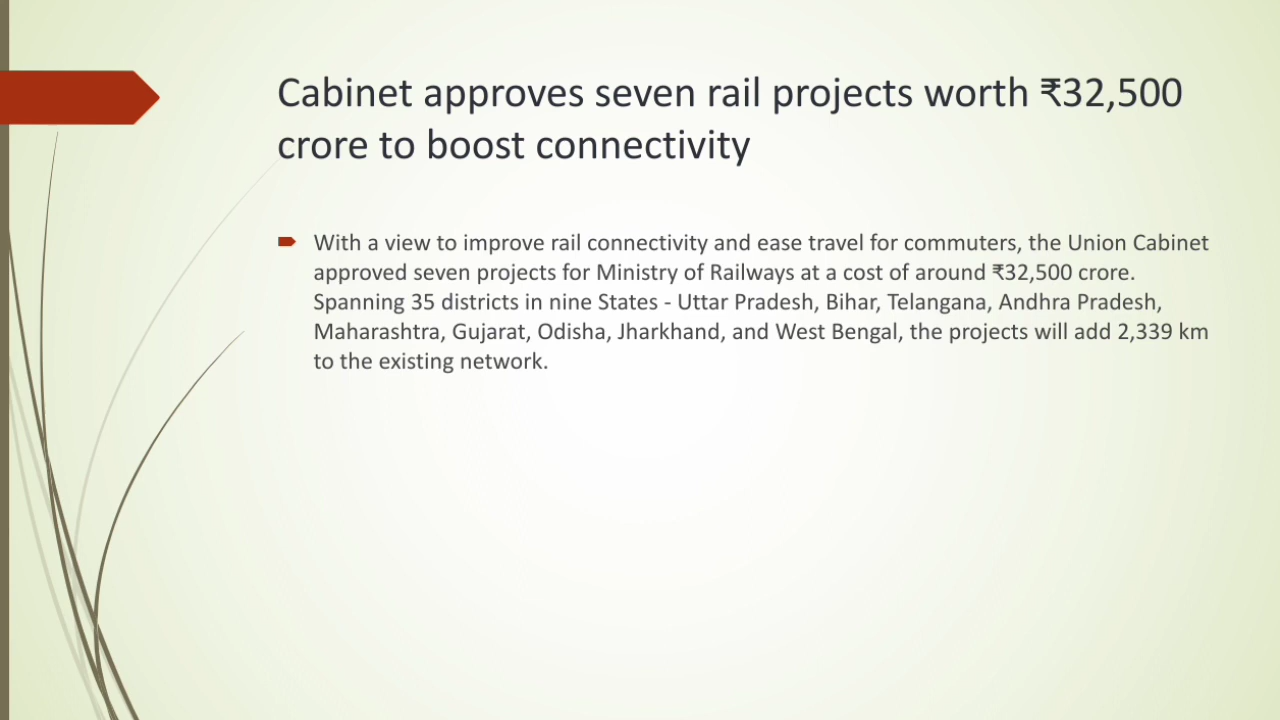 Cabinet approves seven rail projects worth ₹32,500
crore to boost connectivity
With a view to improve rail connectivity and ease travel for commuters, the Union Cabinet
approved seven projects for Ministry of Railways at a cost of around ₹32,500 crore.
Spanning 35 districts in nine States - Uttar Pradesh, Bihar, Telangana, Andhra Pradesh,
Maharashtra, Gujarat, Odisha, Jharkhand, and West Bengal, the projects will add 2,339 km
to the existing network.